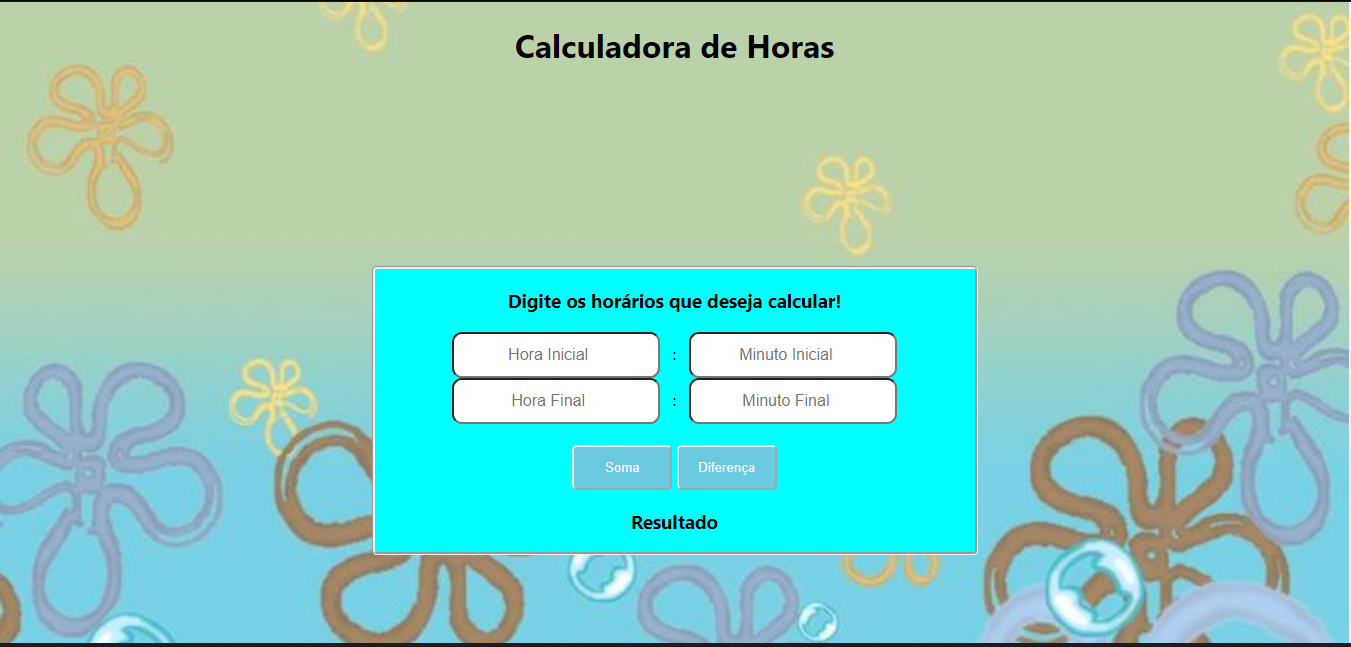 Calculadora de Horas
Digite os horários que deseja calcular!
Hora Inicial : Minuto Inicial
Hora Final : Minuto Final
Soma Diferença
Resultado